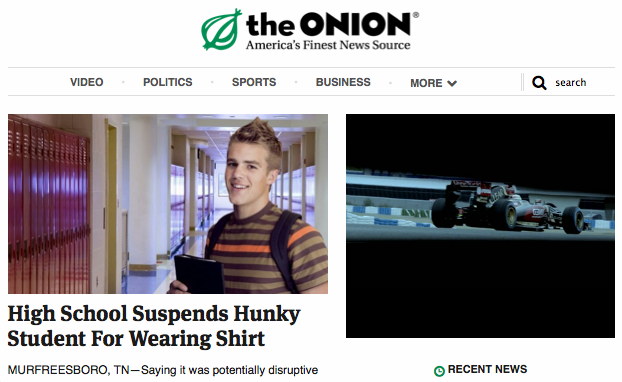 the ONION®
America's Finest News Source
VIDEO · POLITICS · SPORTS · BUSINESS · MORE
search
High School Suspends Hunky
Student For Wearing Shirt
MURFREESBORO, TN—Saying it was potentially disruptive
RECENT NEWS